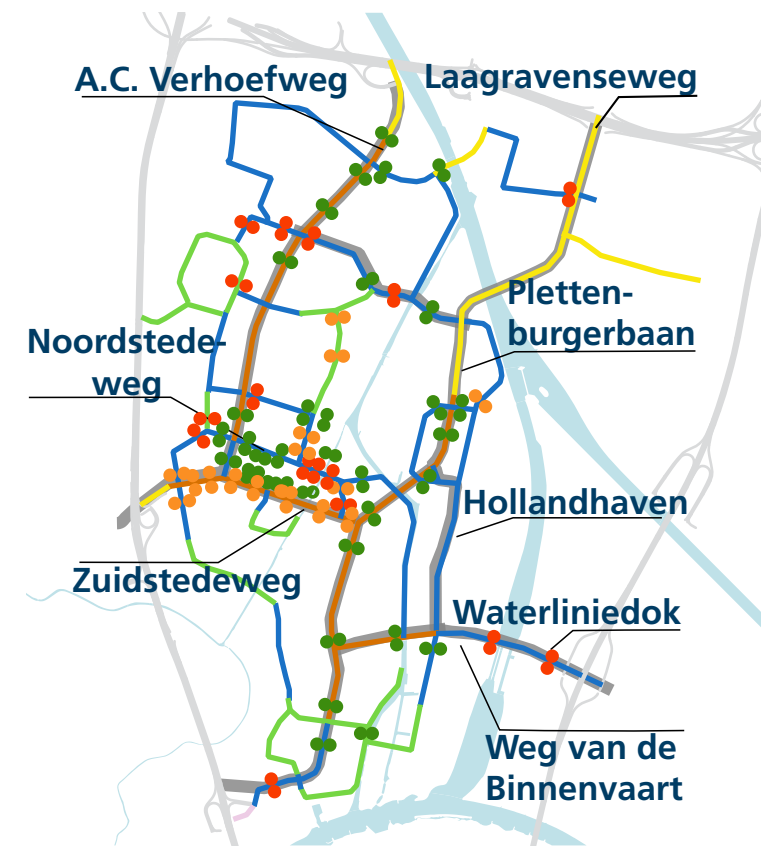 A.C. Verhoefweg
Laagravenseweg
Pletten-
burgerbaan
Noordstede-
weg
Hollandhaven
Zuidstedeweg
Waterliniedok
Weg van de
Binnenvaart